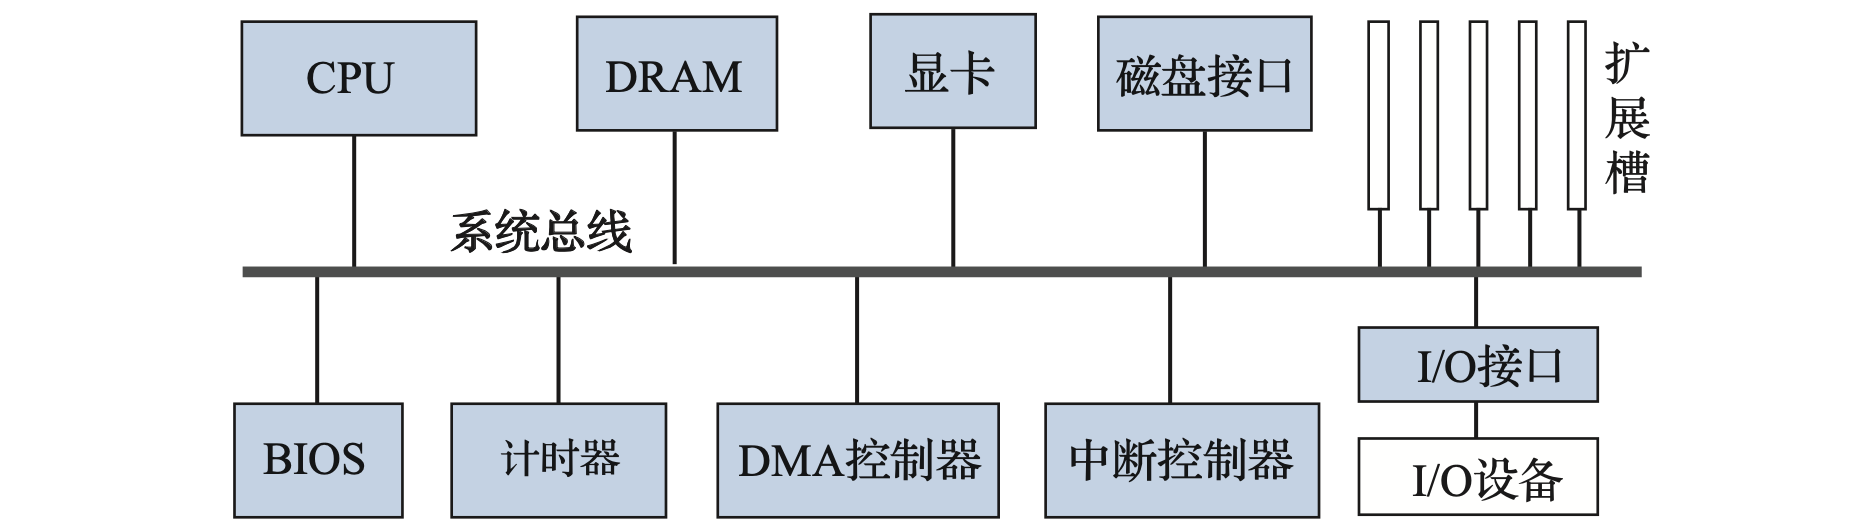 CPU
DRAM
显卡
磁盘接口
扩展槽
系统总线
BIOS
计时器
DMA控制器
中断控制器
I/O接口
I/O设备